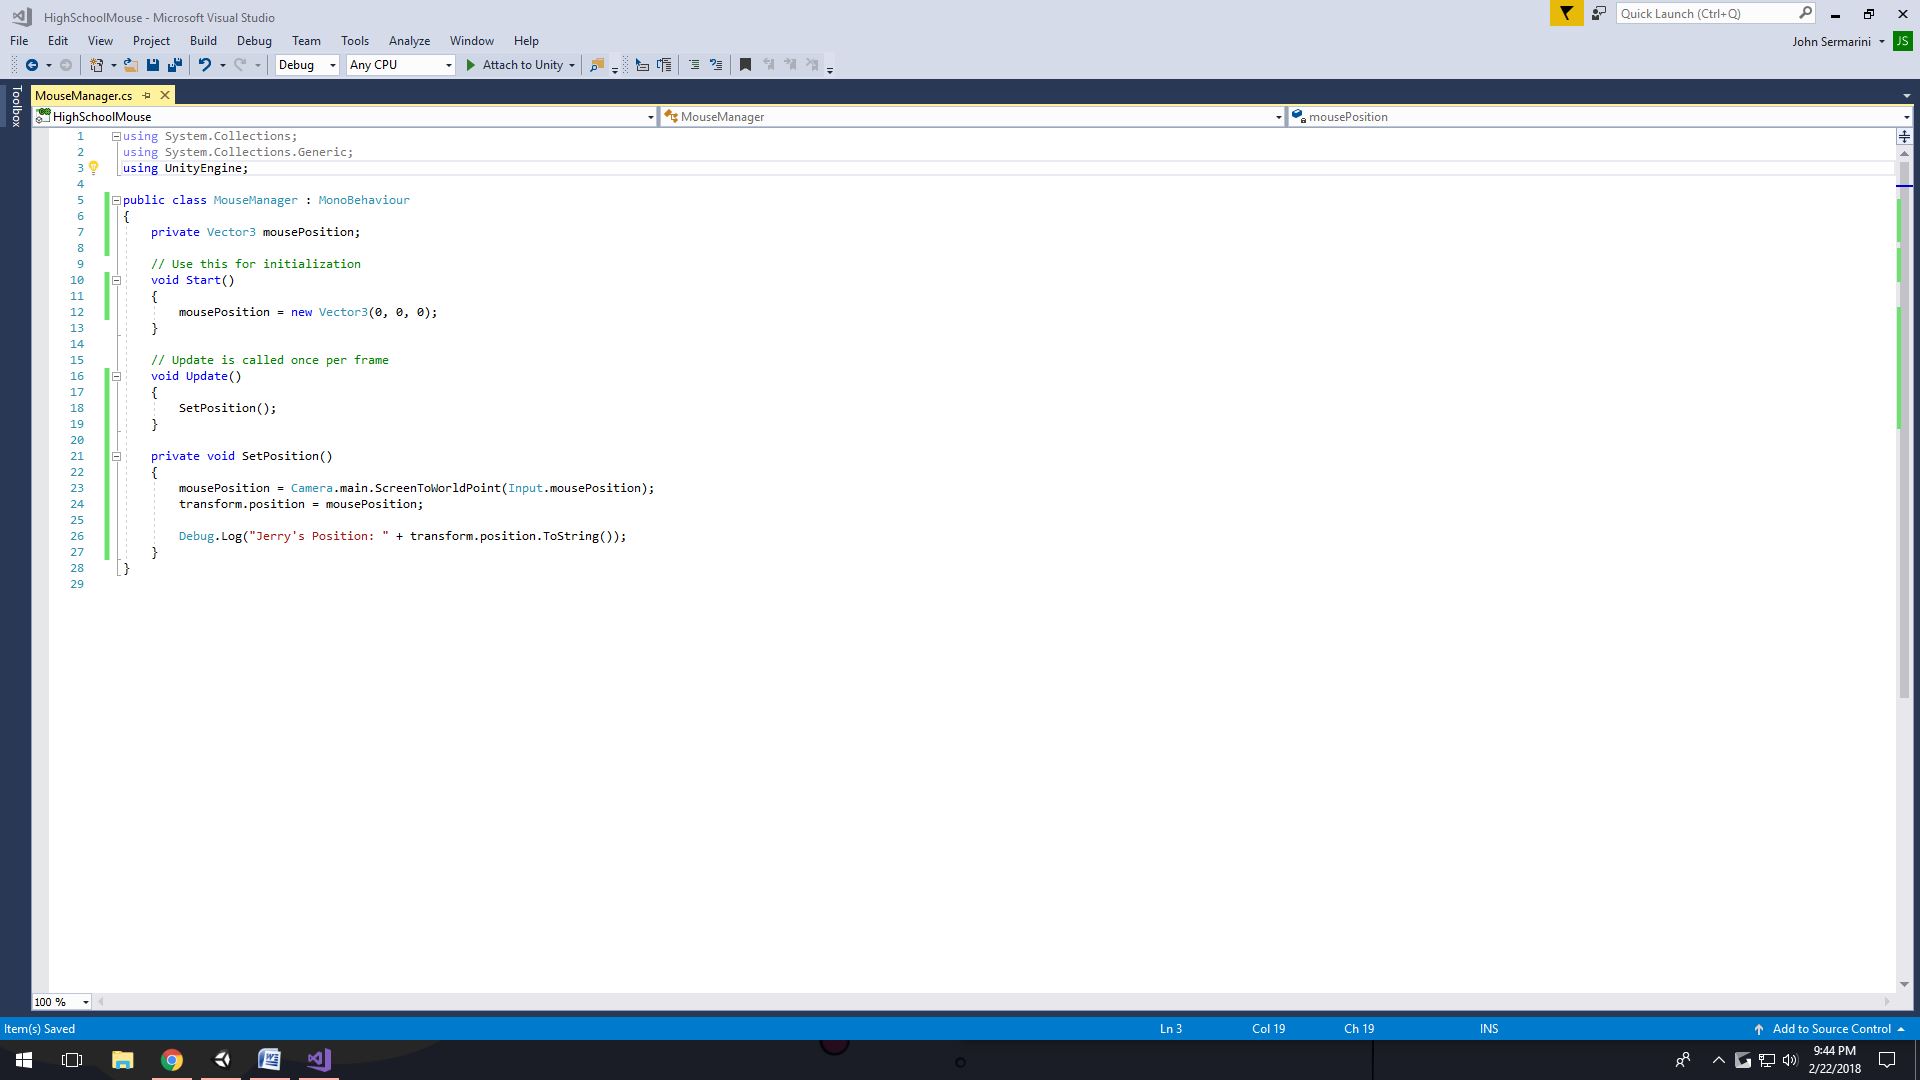 HighSchoolMouse - Microsoft Visual Studio
Quick Launch (Ctrl+Q)
File Edit View Project Build Debug Team Tools Analyze Window Help
John Sermarini JS
Debug Any CPU Attach to Unity
Toolbox
MouseManager.cs
HighSchoolMouse MouseManager mousePosition
1 using System.Collections;
2 using System.Collections.Generic;
3 using UnityEngine;
4
5 public class MouseManager : MonoBehaviour
6 {
7 private Vector3 mousePosition;
8
9 // Use this for initialization
10 void Start()
11 {
12 mousePosition = new Vector3(0, 0, 0);
13 }
14
15 // Update is called once per frame
16 void Update()
17 {
18 SetPosition();
19 }
20
21 private void SetPosition()
22 {
23 mousePosition = Camera.main.ScreenToWorldPoint(Input.mousePosition);
24 transform.position = mousePosition;
25
26 Debug.Log("Jerry's Position: " + transform.position.ToString());
27 }
28 }
29
100 %
Item(s) Saved Ln 3 Col 19 Ch 19 INS Add to Source Control
9:44 PM
2/22/2018